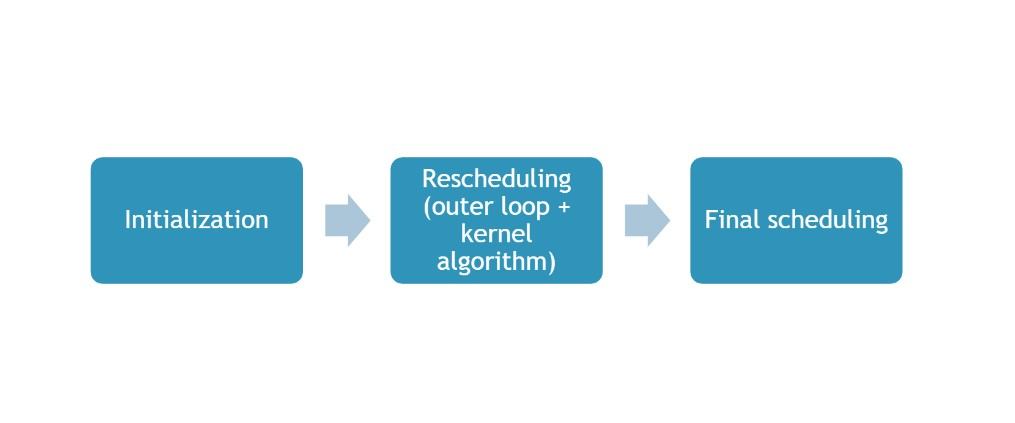 Initialization
Rescheduling
(outer loop +
kernel
algorithm)
Final scheduling